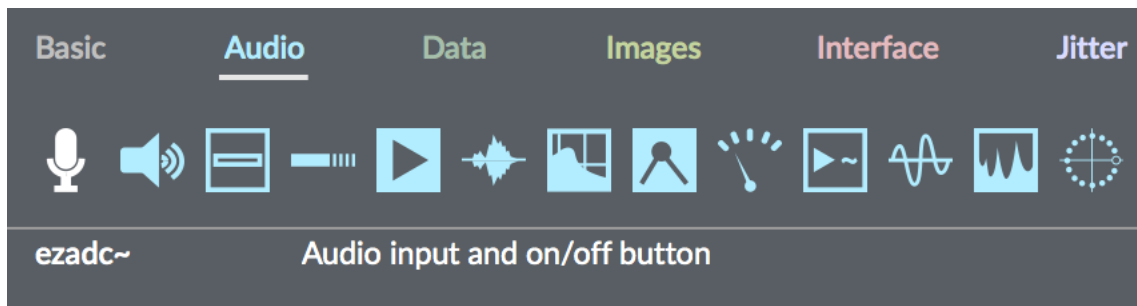 Basic Audio Data Images Interface Jitter
ezadc~ Audio input and on/off button